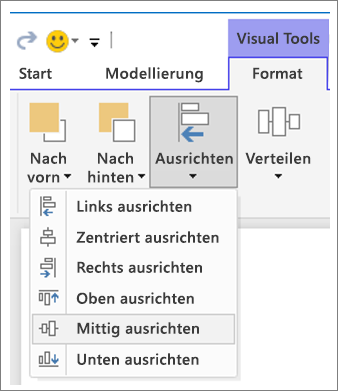 Visual Tools
Start Modellierung Format
Nach vorn Nach hinten Ausrichten Verteilen
Links ausrichten
Zentriert ausrichten
Rechts ausrichten
Oben ausrichten
Mittig ausrichten
Unten ausrichten